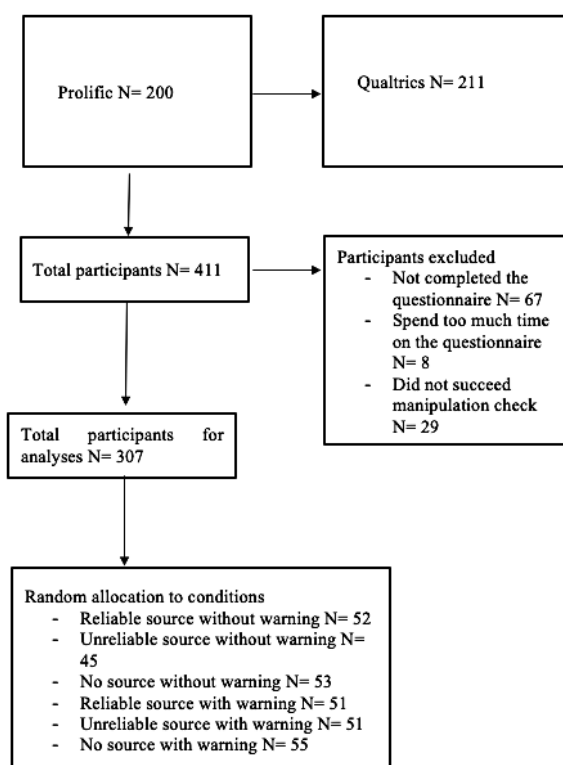 Prolific N= 200
Qualtrics N= 211
Total participants N= 411
Participants excluded
- Not completed the
questionnaire N= 67
- Spend too much time
on the questionnaire
N= 8
- Did not succeed
manipulation check
N= 29
Total participants for
analyses N= 307
Random allocation to conditions
- Reliable source without warning N= 52
- Unreliable source without warning N=
45
- No source without warning N= 53
- Reliable source with warning N= 51
- Unreliable source with warning N= 51
- No source with warning N= 55